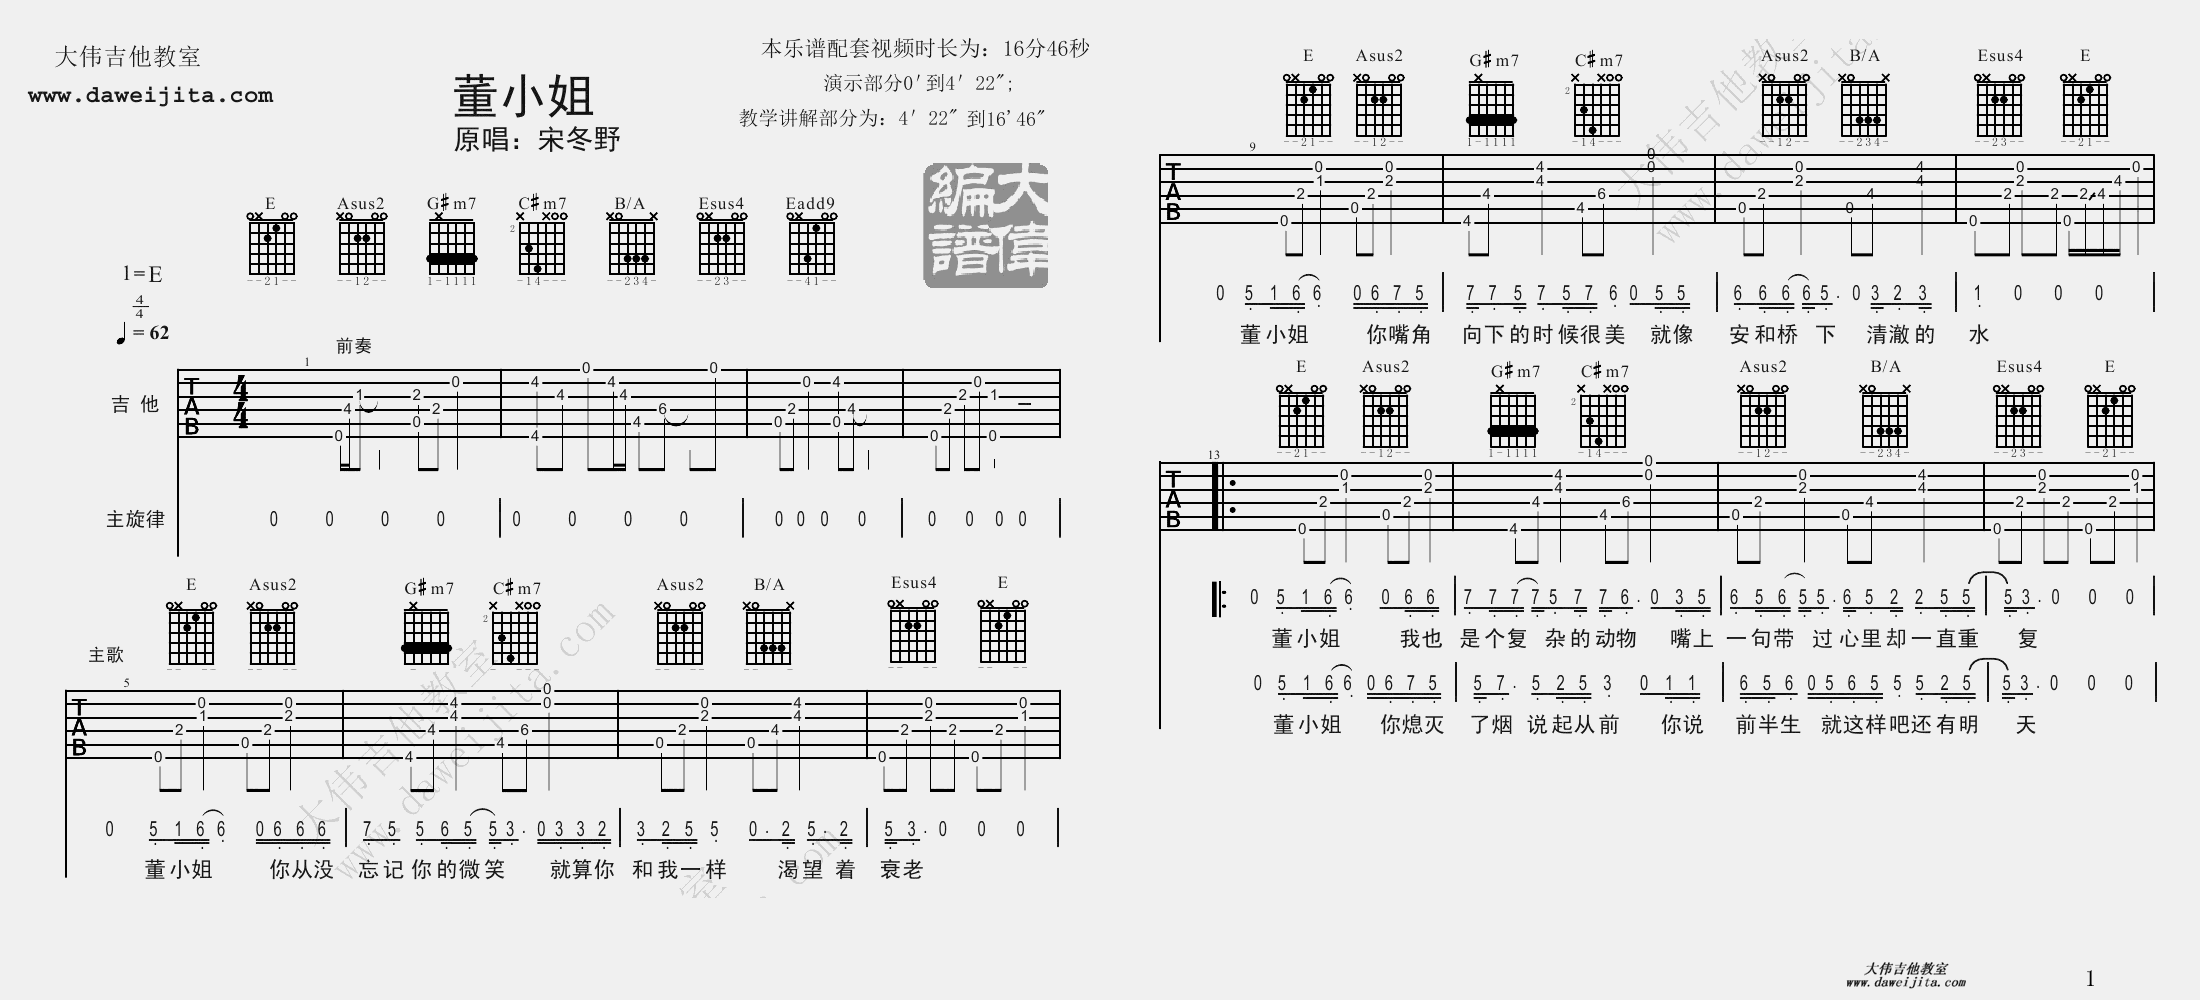 大伟吉他教室
www.daweijita.com
董小姐
原唱：宋冬野
本乐谱配套视频时长为：16分46秒
演示部分0′到4′22″;
教学讲解部分为：4′22″到16'46″
大偉編譜
E Asus2 G♯m7 C♯m7 B/A Esus4 Eadd9
1=E
4/4
♩= 62
前奏
吉他
主旋律
0 0 0 0 | 0 0 0 0 | 0 0 0 0 | 0 0 0 0
E Asus2 G♯m7 C♯m7 Asus2 B/A Esus4 E
主歌
5
0 5 1 6 6 0 6 6 6 | 7 5 5 6 5 5 3. 0 3 3 2 | 3 2 5 5 0. 2 5. 2 | 5 3. 0 0 0
董小姐 你从没 忘记你的微笑 就算你 和我一样 渴望着 衰老
E Asus2 G♯m7 C♯m7 Asus2 B/A Esus4 E
9
0 5 1 6 6 0 6 7 5 | 7 7 5 7 5 7 6 0 5 5 | 6 6 6 6 5. 0 3 2 3 | 1 0 0 0
董小姐 你嘴角 向下的时候很美 就像 安和桥下 清澈的 水
E Asus2 G♯m7 C♯m7 Asus2 B/A Esus4 E
13
0 5 1 6 6 0 6 6 | 7 7 7 7 5 7 7 6. 0 3 5 | 6 5 6 5 5. 6 5 2 2 5 5 | 5 3. 0 0 0
董小姐 我也 是个复杂的动物 嘴上 一句带过心里却一直重 复
0 5 1 6 6 0 6 7 5 | 5 7. 5 2 5 3 0 1 1 | 6 5 6 0 5 6 5 5 5 2 5 | 5 3. 0 0 0
董小姐 你熄灭 了烟 说起从前 你说 前半生 就这样吧还有明 天
大伟吉他教室
www.daweijita.com
1